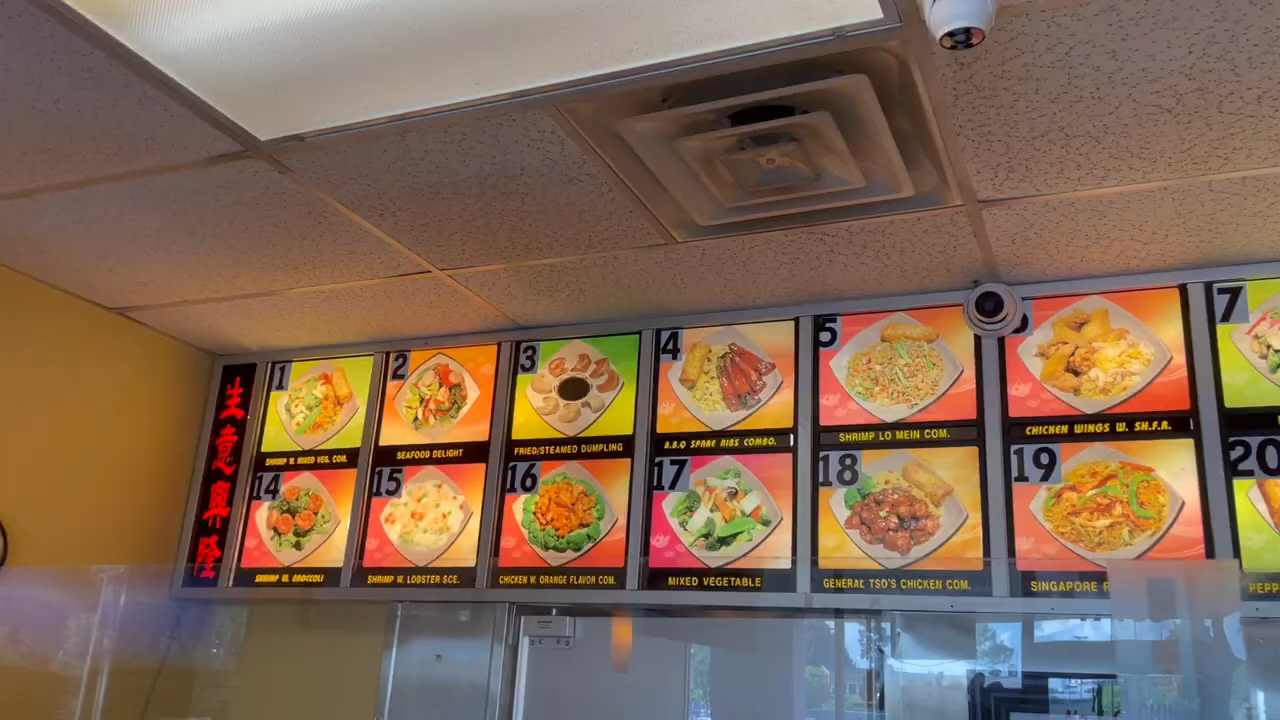 生意興隆
1
2
3
4
5
7
SHRIMP W. MIXED VEG. COM.
SEAFOOD DELIGHT
FRIED/STEAMED DUMPLING
B.B.Q SPARE RIBS COMBO.
SHRIMP LO MEIN COM.
CHICKEN WINGS W. SH.F.R.
14
15
16
17
18
19
20
SHRIMP W. BROCCOLI
SHRIMP W. LOBSTER SCE.
CHICKEN W. ORANGE FLAVOR COM.
MIXED VEGETABLE
GENERAL TSO'S CHICKEN COM.
SINGAPORE